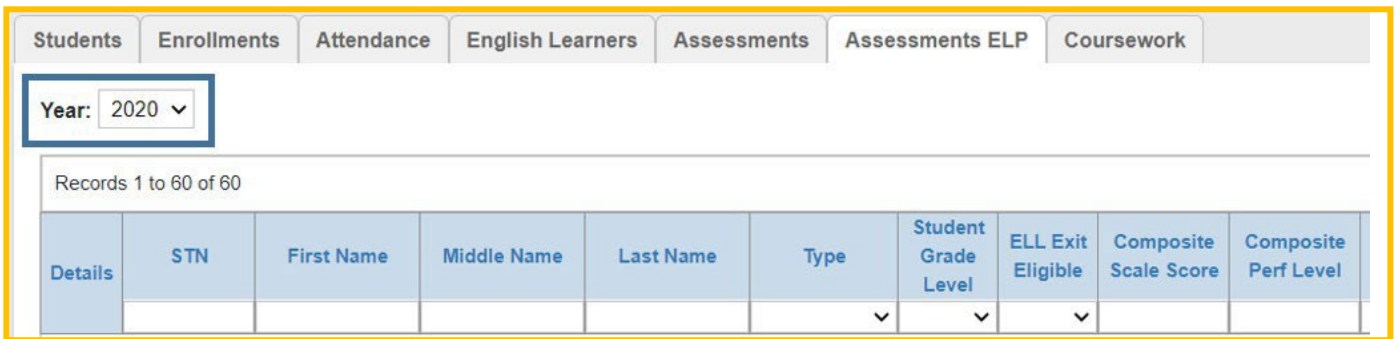 Students Enrollments Attendance English Learners Assessments Assessments ELP Coursework
Year: 2020
Records 1 to 60 of 60
Details STN First Name Middle Name Last Name Type Student Grade Level ELL Exit Eligible Composite Scale Score Composite Perf Level